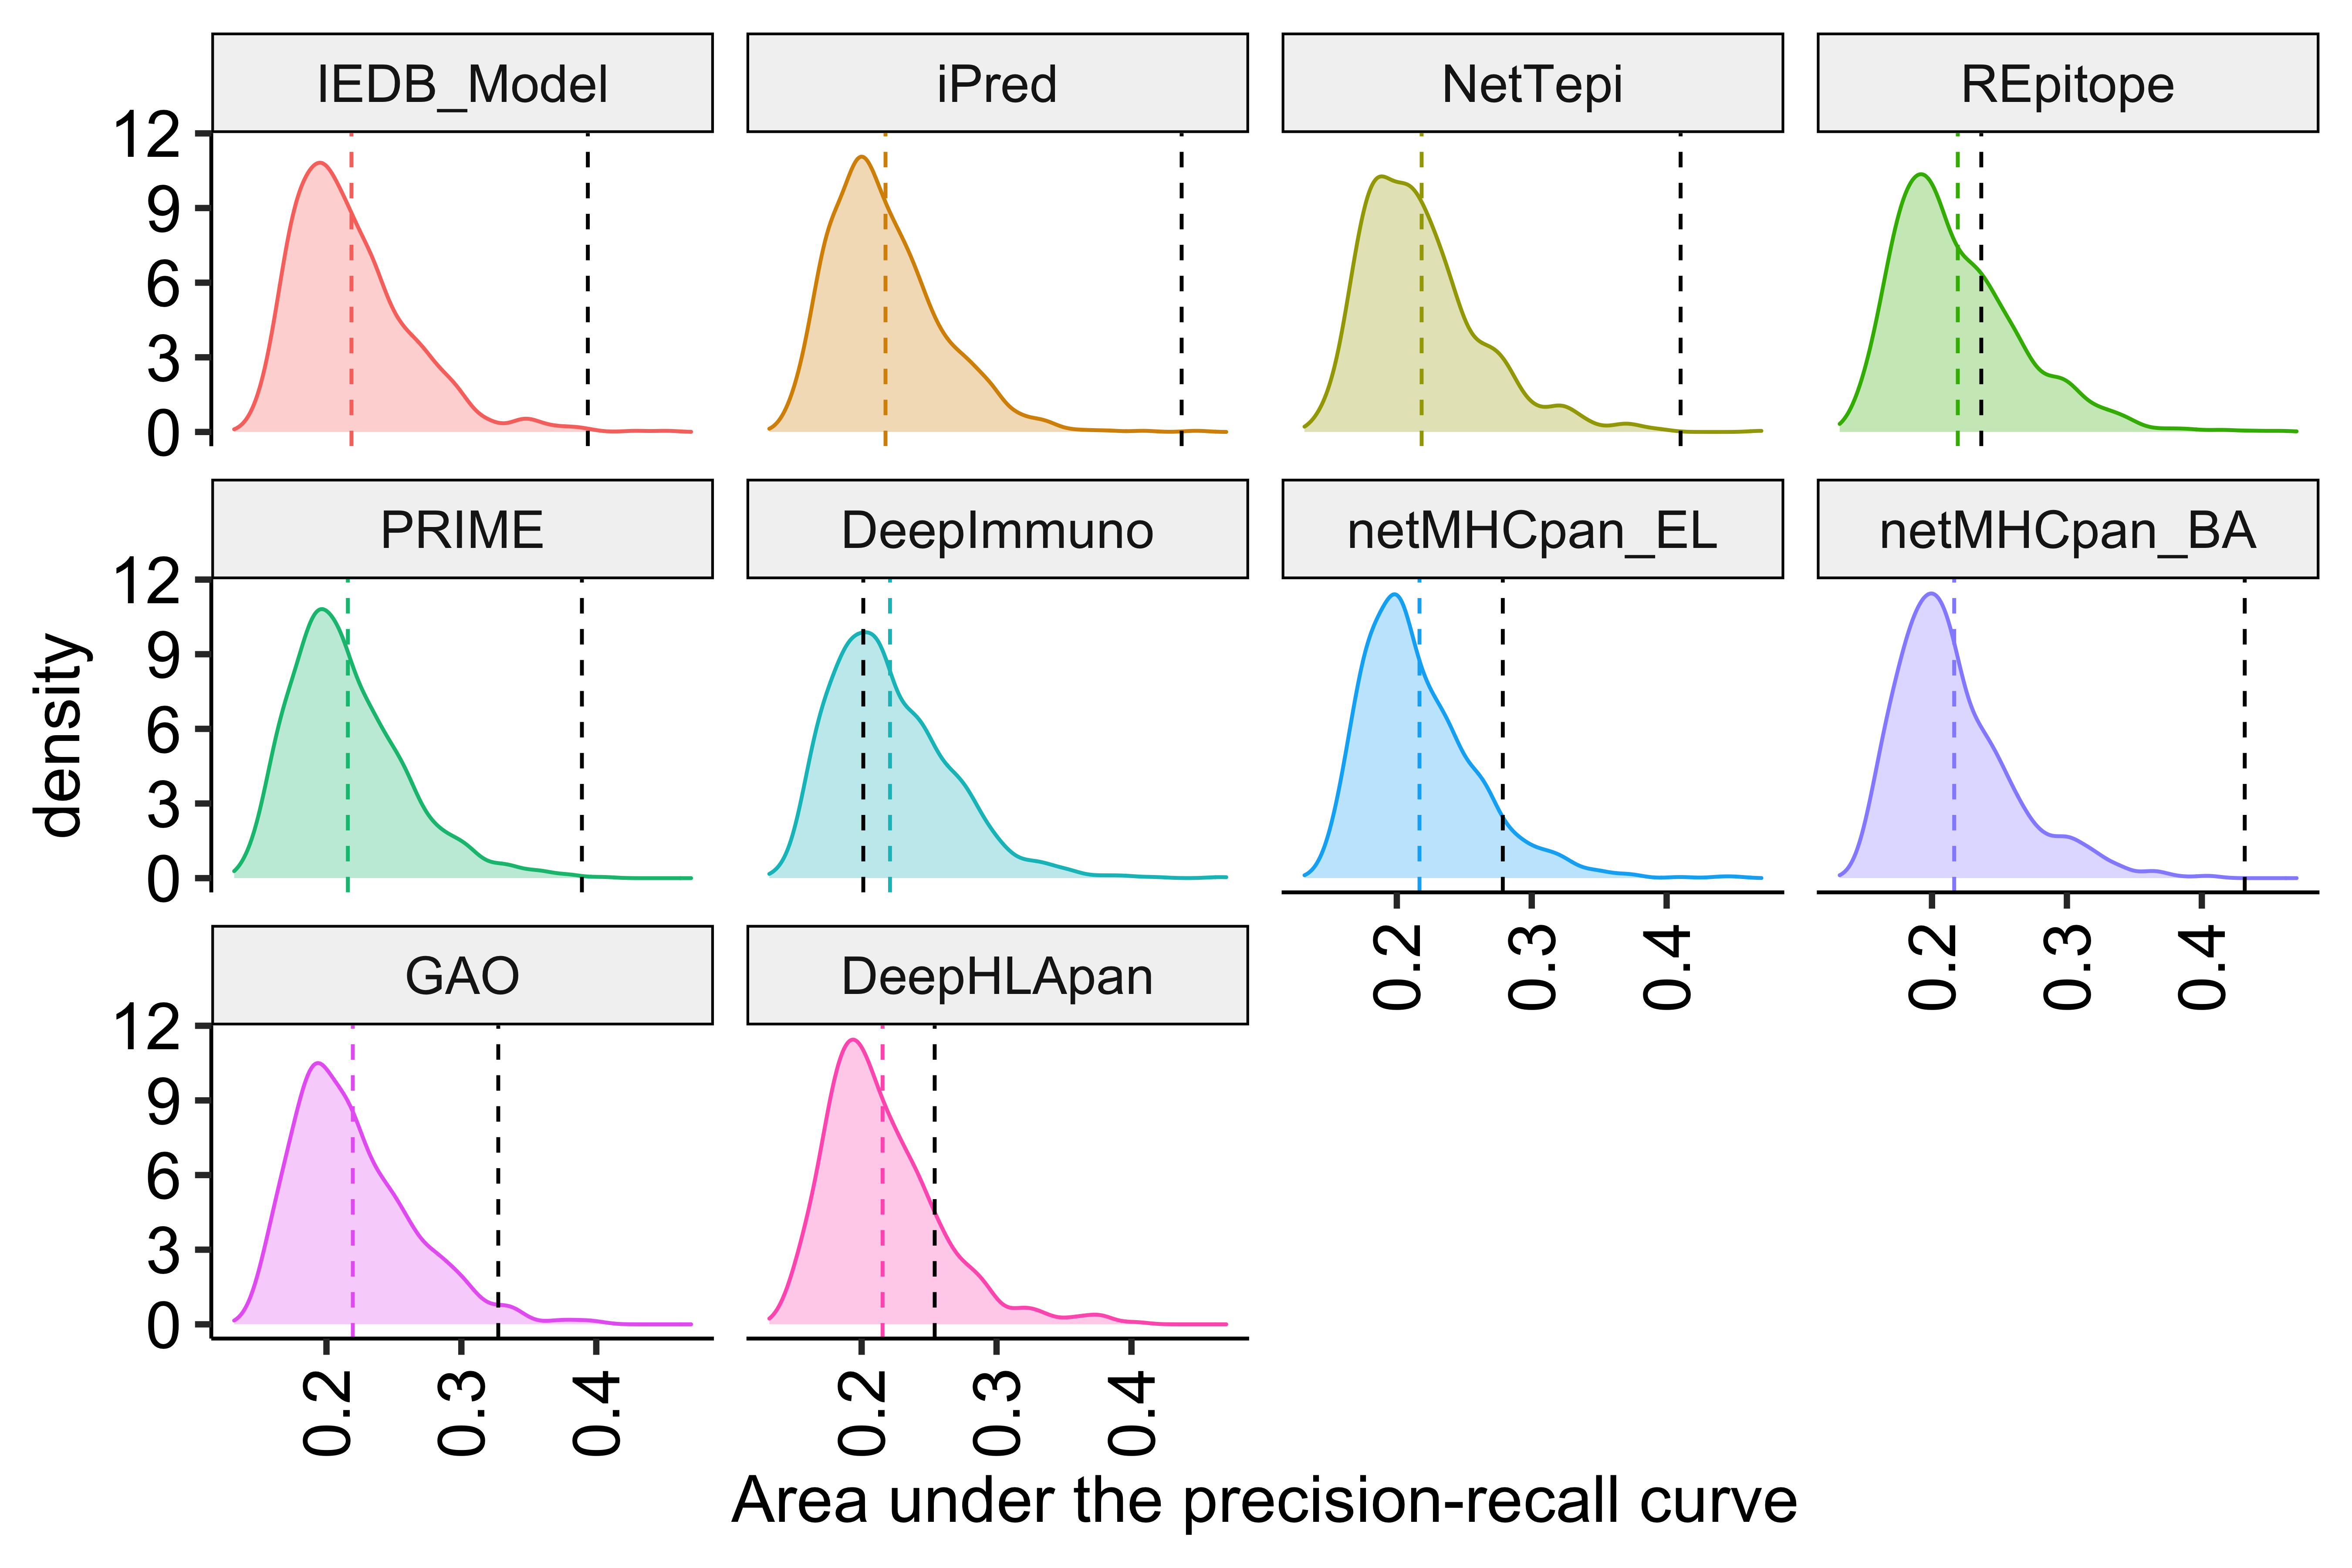 IEDB_Model iPred NetTepi REpitope
12
9
6
3
0
PRIME DeepImmuno netMHCpan_EL netMHCpan_BA
12
9
6
3
0
density
0.2 0.3 0.4 0.2 0.3 0.4
GAO DeepHLApan
12
9
6
3
0
0.2 0.3 0.4 0.2 0.3 0.4
Area under the precision-recall curve